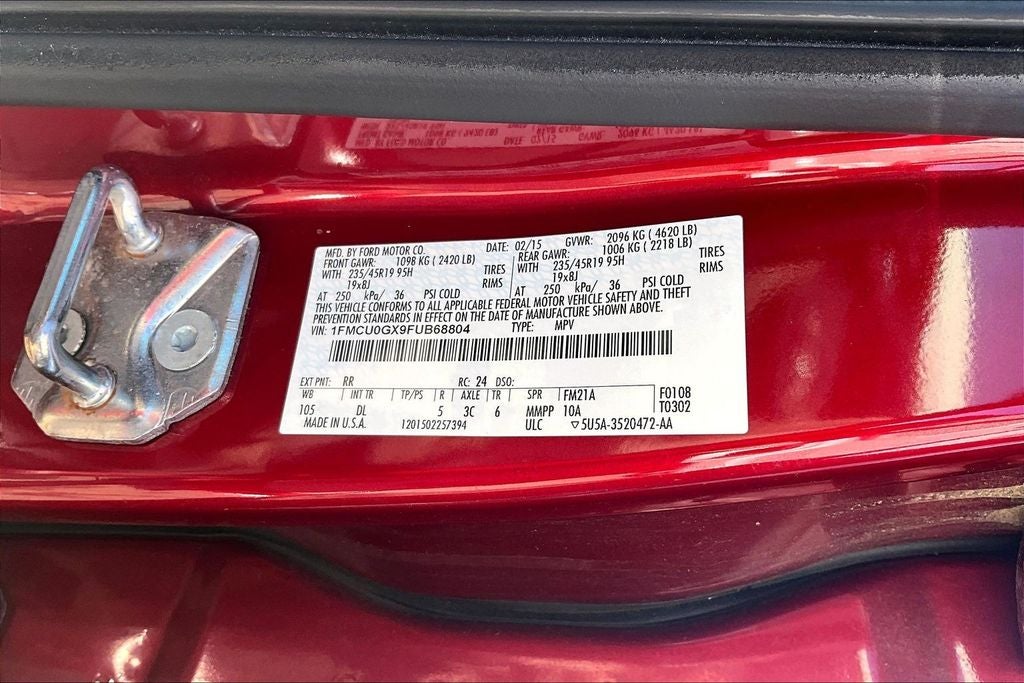 MFD. BY FORD MOTOR CO. DATE: 02/15 GVWR: 2096 KG ( 4620 LB)
FRONT GAWR: 1098 KG ( 2420 LB) REAR GAWR: 1006 KG ( 2218 LB)
WITH 235/45R19 95H TIRES WITH 235/45R19 95H TIRES
19x8J RIMS 19x8J RIMS
AT 250 kPa/ 36 PSI COLD AT 250 kPa/ 36 PSI COLD
THIS VEHICLE CONFORMS TO ALL APPLICABLE FEDERAL MOTOR VEHICLE SAFETY AND THEFT
PREVENTION STANDARDS IN EFFECT ON THE DATE OF MANUFACTURE SHOWN ABOVE.
VIN: 1FMCU0GX9FUB68804 TYPE: MPV
EXT PNT: RR RC: 24 DSO:
WB INT TR TP/PS R AXLE TR SPR FM21A F0108
105 DL 5 3C 6 MMPP 10A T0302
MADE IN U.S.A. 1201502257394 ULC ▽5U5A-3520472-AA